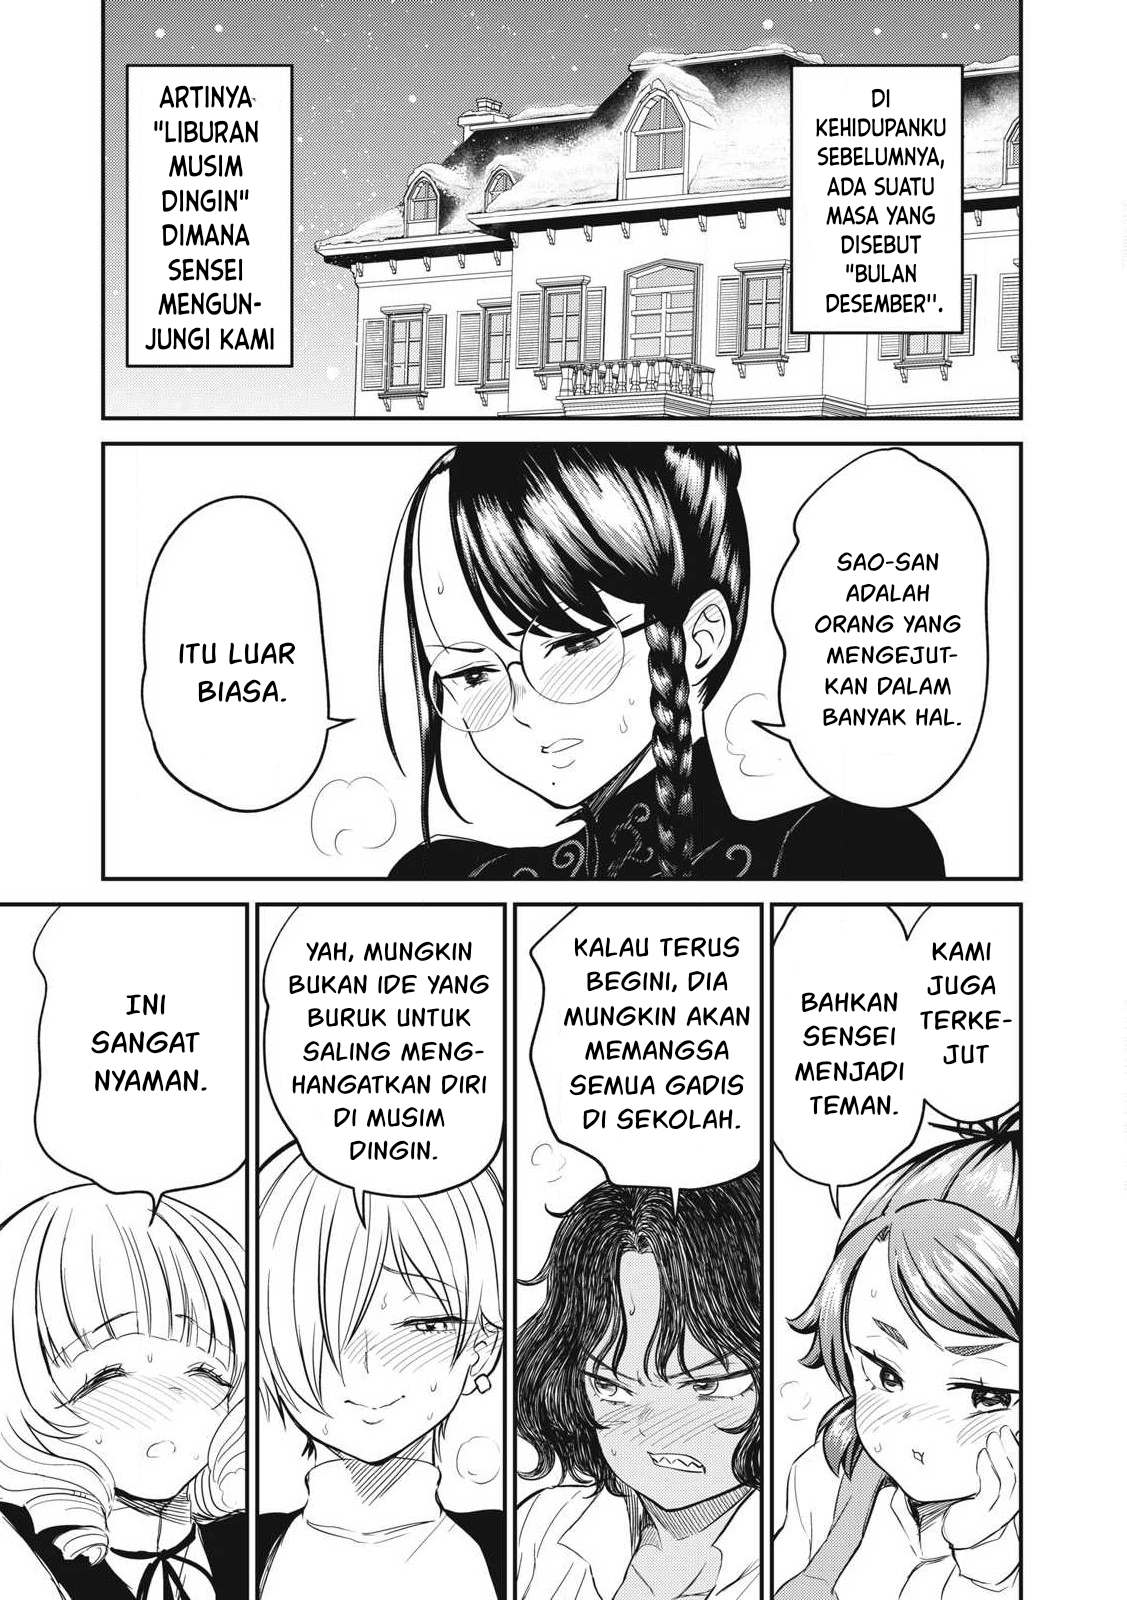 DI
KEHIDUPANKU
SEBELUMNYA,
ADA SUATU
MASA YANG
DISEBUT
"BULAN
DESEMBER".
ARTINYA
"LIBURAN
MUSIM
DINGIN"
DIMANA
SENSEI
MENGUN-
JUNGI KAMI
SAO-SAN
ADALAH
ORANG YANG
MENGEJUT-
KAN DALAM
BANYAK HAL.
ITU LUAR
BIASA.
KAMI
JUGA
TERKE-
JUT
BAHKAN
SENSEI
MENJADI
TEMAN.
KALAU TERUS
BEGINI, DIA
MUNGKIN AKAN
MEMANGSA
SEMUA GADIS
DI SEKOLAH.
YAH, MUNGKIN
BUKAN IDE YANG
BURUK UNTUK
SALING MENG-
HANGATKAN DIRI
DI MUSIM
DINGIN.
INI
SANGAT
NYAMAN.